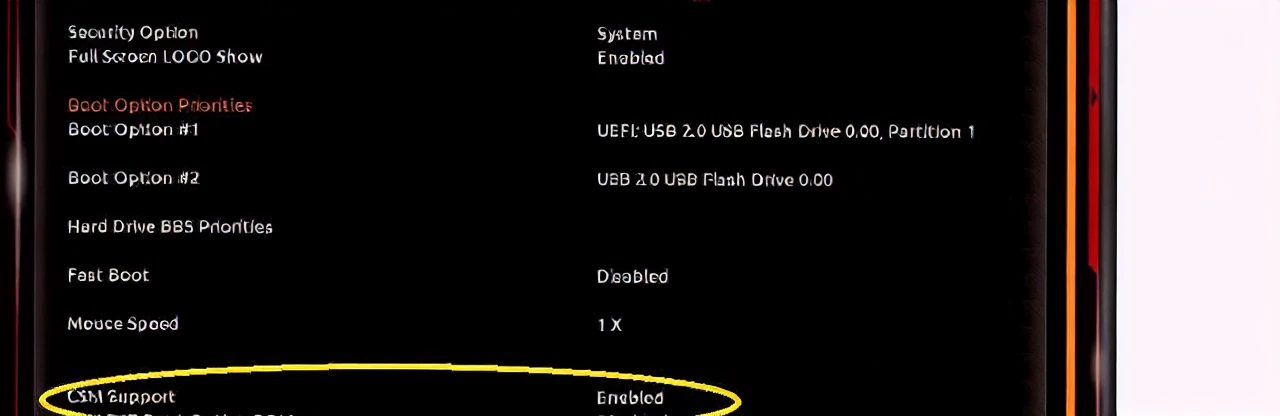 Security Option System
Full Screen LOGO Show Enabled
Boot Option Priorities
Boot Option #1 UEFI: USB 2.0 USB Flash Drive 0.00, Partition 1
Boot Option #2 USB 2.0 USB Flash Drive 0.00
Hard Drive BBS Priorities
Fast Boot Disabled
Mouse Speed 1 X
CSM Support Enabled